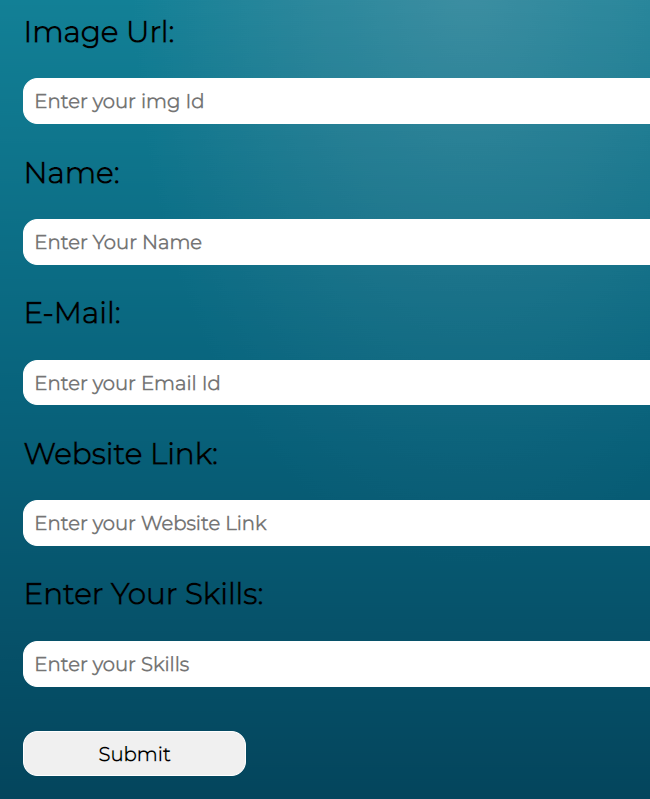 Image Url:
Enter your img Id
Name:
Enter Your Name
E-Mail:
Enter your Email Id
Website Link:
Enter your Website Link
Enter Your Skills:
Enter your Skills
Submit